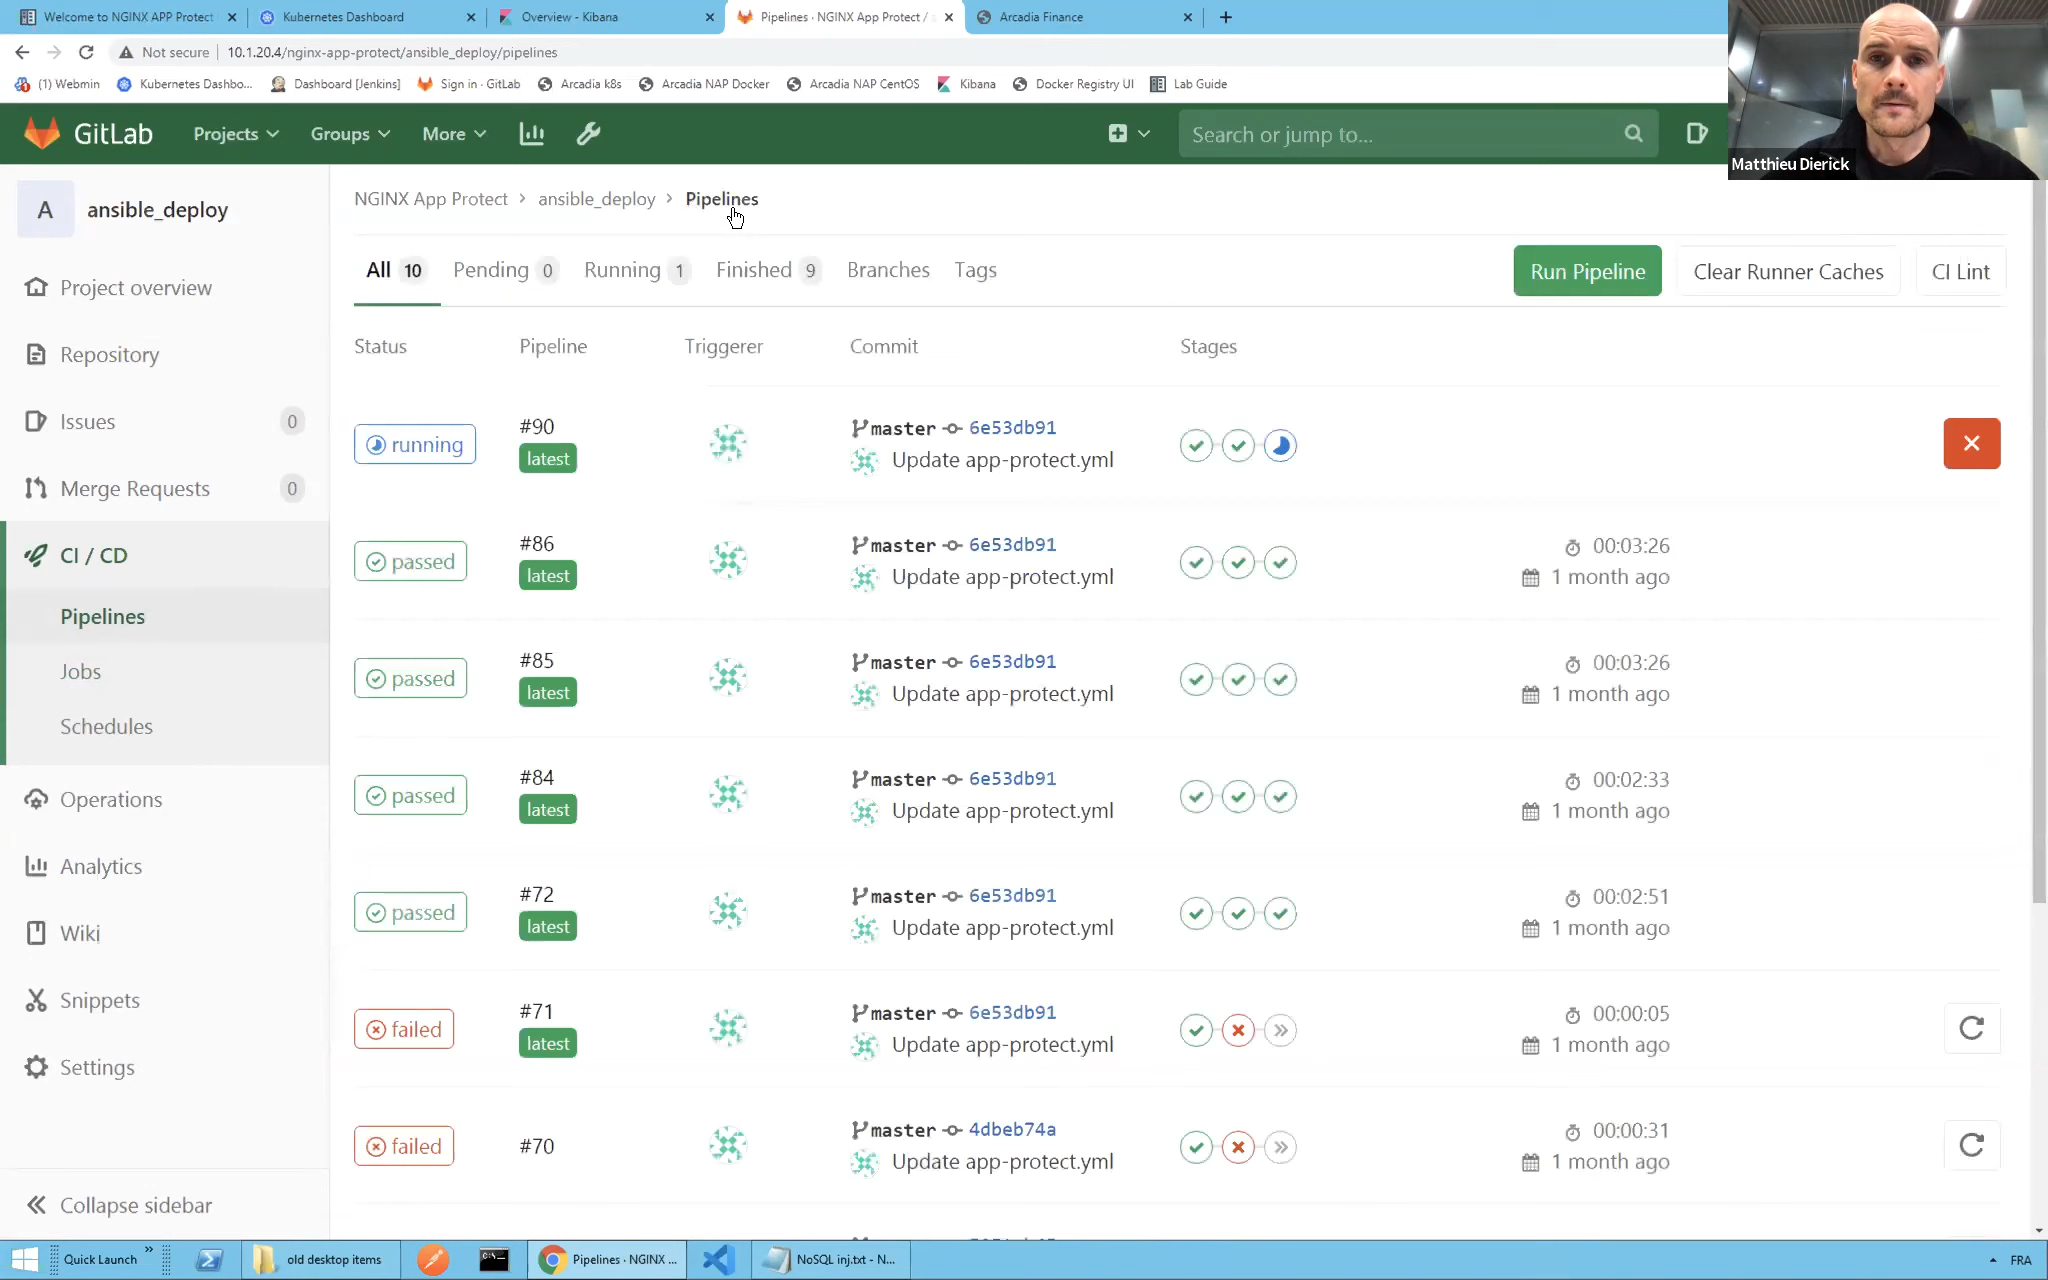 Welcome to NGINX APP Protect
Kubernetes Dashboard
Overview - Kibana
Pipelines · NGINX App Protect /
Arcadia Finance
Not secure
10.1.20.4/nginx-app-protect/ansible_deploy/pipelines
(1) Webmin
Kubernetes Dashbo...
Dashboard [Jenkins]
Sign in · GitLab
Arcadia k8s
Arcadia NAP Docker
Arcadia NAP CentOS
Kibana
Docker Registry UI
Lab Guide
GitLab
Projects
Groups
More
Search or jump to...
Matthieu Dierick
A
ansible_deploy
Project overview
Repository
Issues 0
Merge Requests 0
CI / CD
Pipelines
Jobs
Schedules
Operations
Analytics
Wiki
Snippets
Settings
Collapse sidebar
NGINX App Protect > ansible_deploy > Pipelines
All 10
Pending 0
Running 1
Finished 9
Branches
Tags
Run Pipeline
Clear Runner Caches
CI Lint
Status Pipeline Triggerer Commit Stages
running
#90
latest
master 6e53db91
Update app-protect.yml
passed
#86
latest
master 6e53db91
Update app-protect.yml
00:03:26
1 month ago
passed
#85
latest
master 6e53db91
Update app-protect.yml
00:03:26
1 month ago
passed
#84
latest
master 6e53db91
Update app-protect.yml
00:02:33
1 month ago
passed
#72
latest
master 6e53db91
Update app-protect.yml
00:02:51
1 month ago
failed
#71
latest
master 6e53db91
Update app-protect.yml
00:00:05
1 month ago
failed
#70
master 4dbeb74a
Update app-protect.yml
00:00:31
1 month ago
Quick Launch
old desktop items
Pipelines · NGINX ...
NoSQL inj.txt - N...
FRA